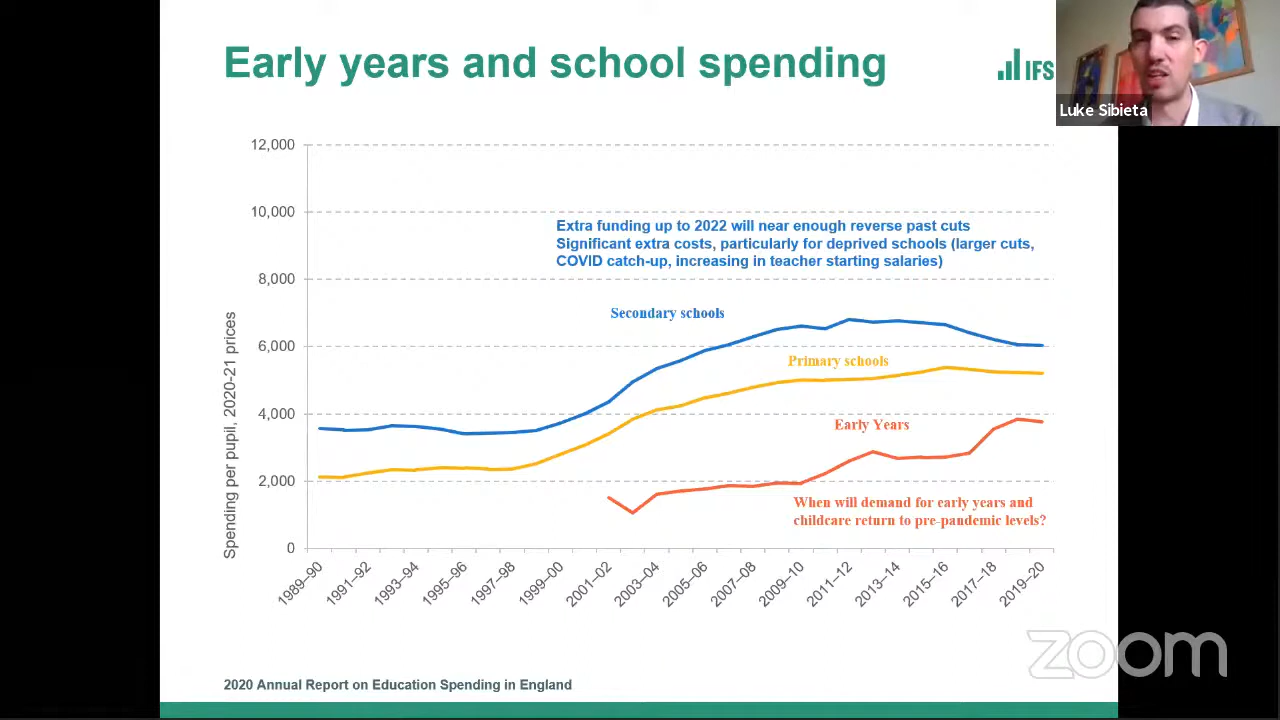 Early years and school spending
IFS
Luke Sibieta
12,000
10,000
8,000
6,000
4,000
2,000
0
Spending per pupil, 2020-21 prices
Extra funding up to 2022 will near enough reverse past cuts
Significant extra costs, particularly for deprived schools (larger cuts,
COVID catch-up, increasing in teacher starting salaries)
Secondary schools
Primary schools
Early Years
When will demand for early years and
childcare return to pre-pandemic levels?
1989–90
1991–92
1993–94
1995–96
1997–98
1999–00
2001–02
2003–04
2005–06
2007–08
2009–10
2011–12
2013–14
2015–16
2017–18
2019–20
zoom
2020 Annual Report on Education Spending in England